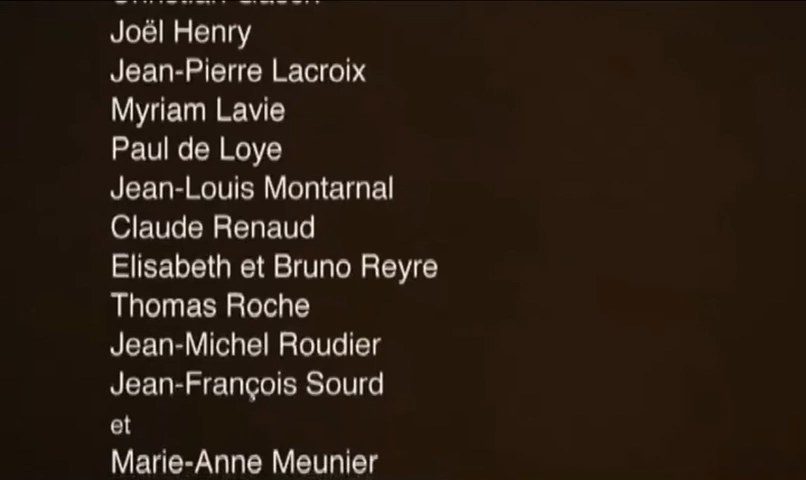 Joël Henry
Jean-Pierre Lacroix
Myriam Lavie
Paul de Loye
Jean-Louis Montarnal
Claude Renaud
Elisabeth et Bruno Reyre
Thomas Roche
Jean-Michel Roudier
Jean-François Sourd
et
Marie-Anne Meunier